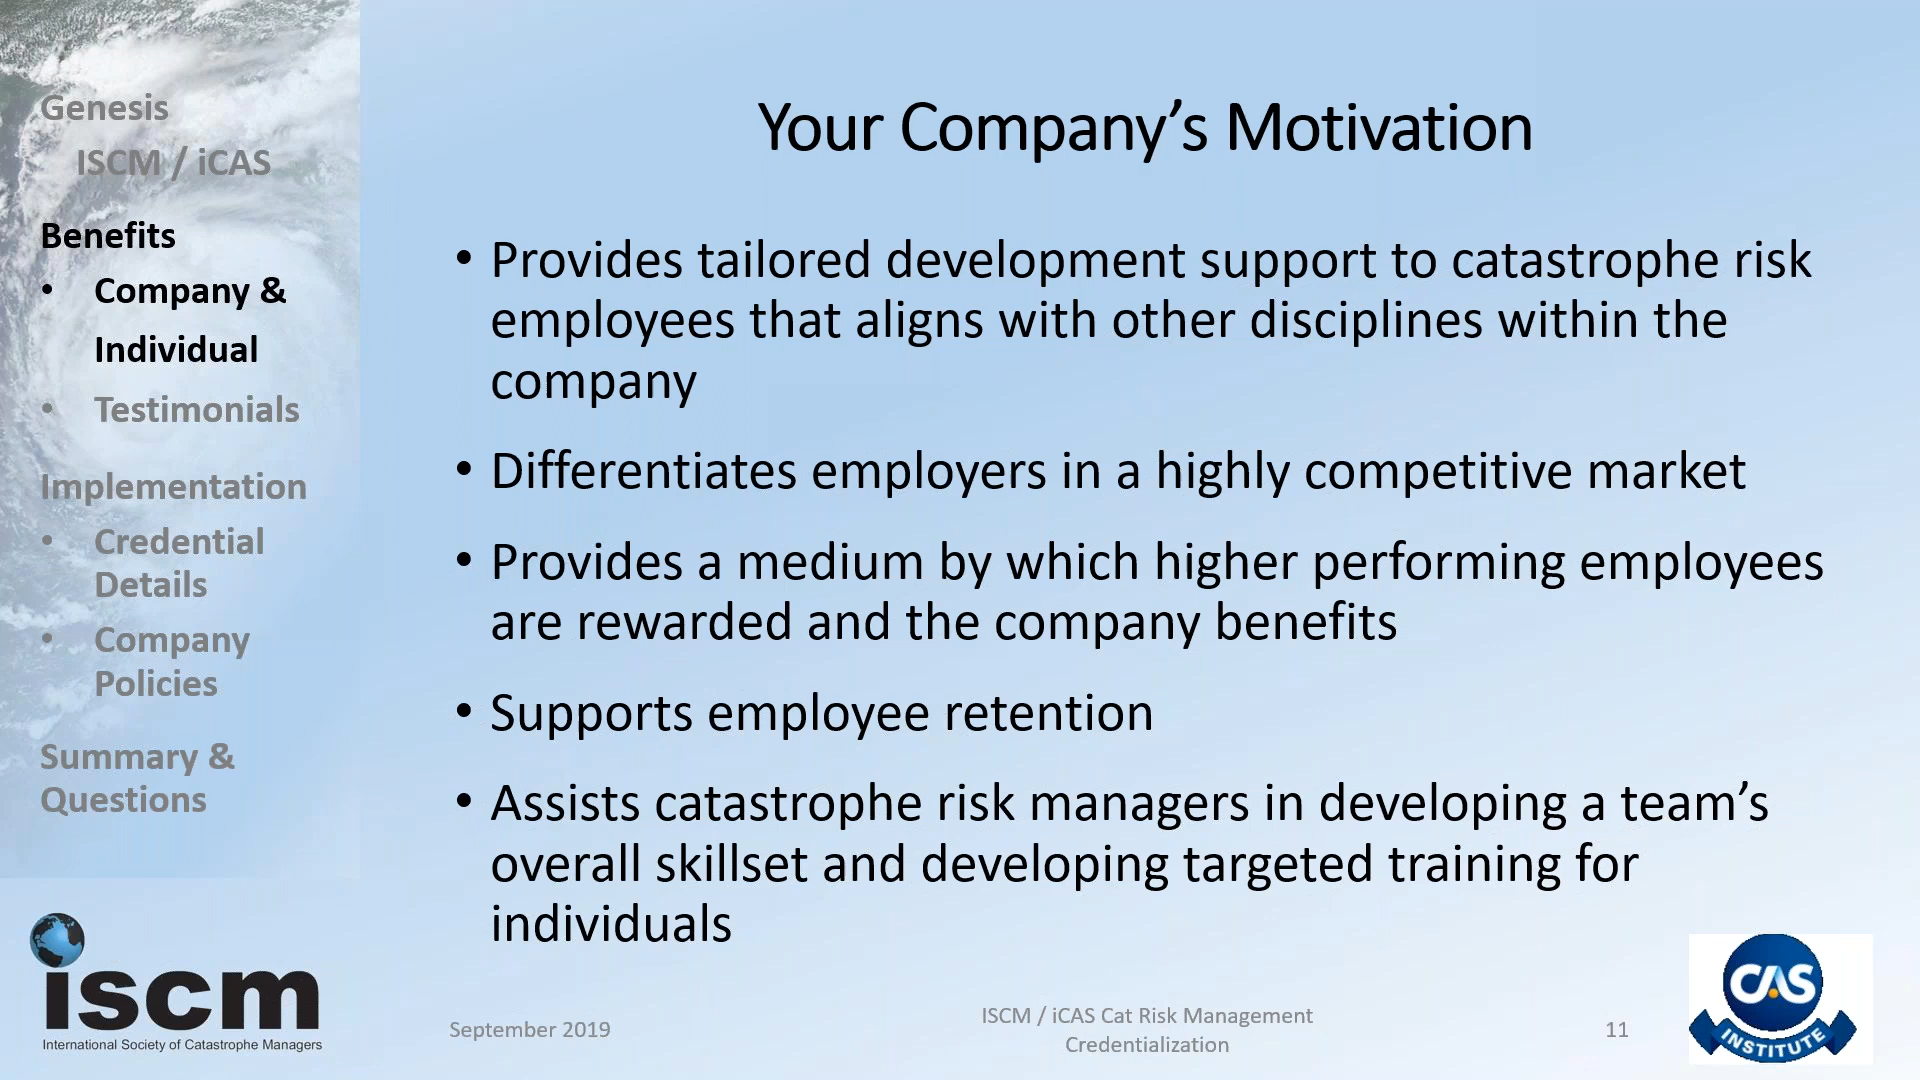 Genesis
ISCM / iCAS
Benefits
• Company &
Individual
• Testimonials
Implementation
• Credential
Details
• Company
Policies
Summary &
Questions
iscm
International Society of Catastrophe Managers
Your Company’s Motivation
• Provides tailored development support to catastrophe risk
employees that aligns with other disciplines within the
company
• Differentiates employers in a highly competitive market
• Provides a medium by which higher performing employees
are rewarded and the company benefits
• Supports employee retention
• Assists catastrophe risk managers in developing a team’s
overall skillset and developing targeted training for
individuals
September 2019
ISCM / iCAS Cat Risk Management
Credentialization
11
CAS
INSTITUTE